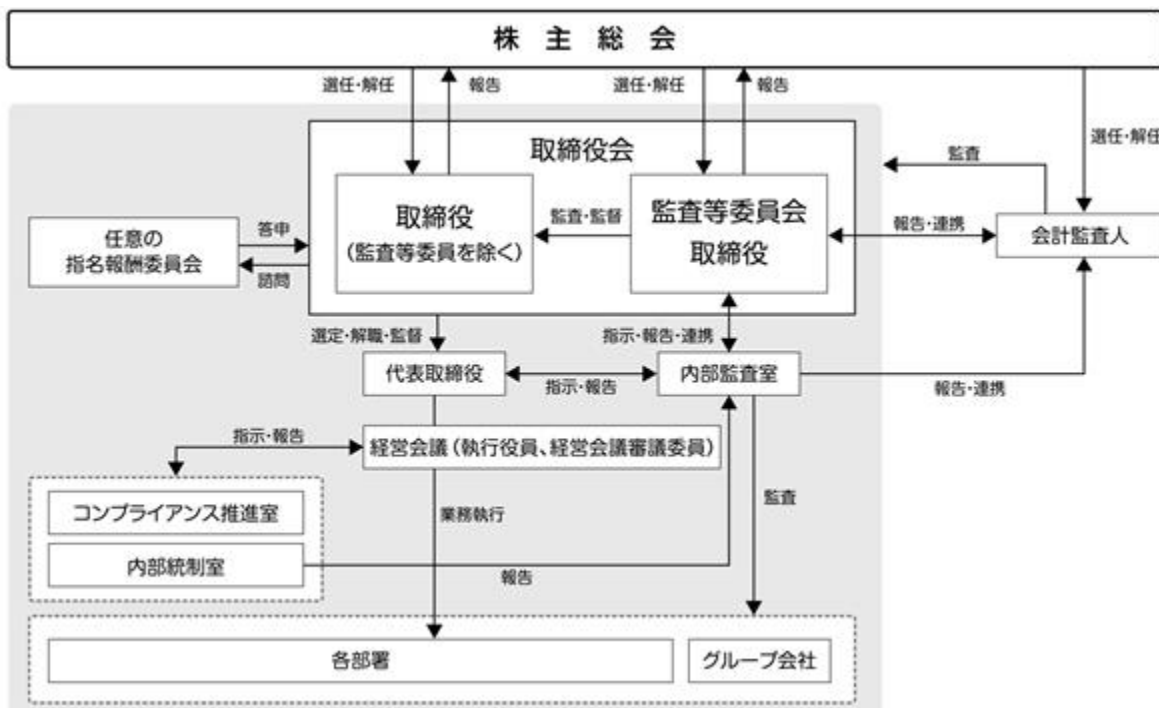 株 主 総 会
選任・解任
報告
選任・解任
報告
選任・解任
取締役会
監査
取締役
(監査等委員を除く)
監査・監督
監査等委員会
取締役
報告・連携
会計監査人
任意の
指名報酬委員会
答申
諮問
選定・解職・監督
指示・報告・連携
代表取締役
指示・報告
内部監査室
報告・連携
指示・報告
経営会議(執行役員、経営会議審議委員)
コンプライアンス推進室
業務執行
監査
内部統制室
報告
各部署
グループ会社